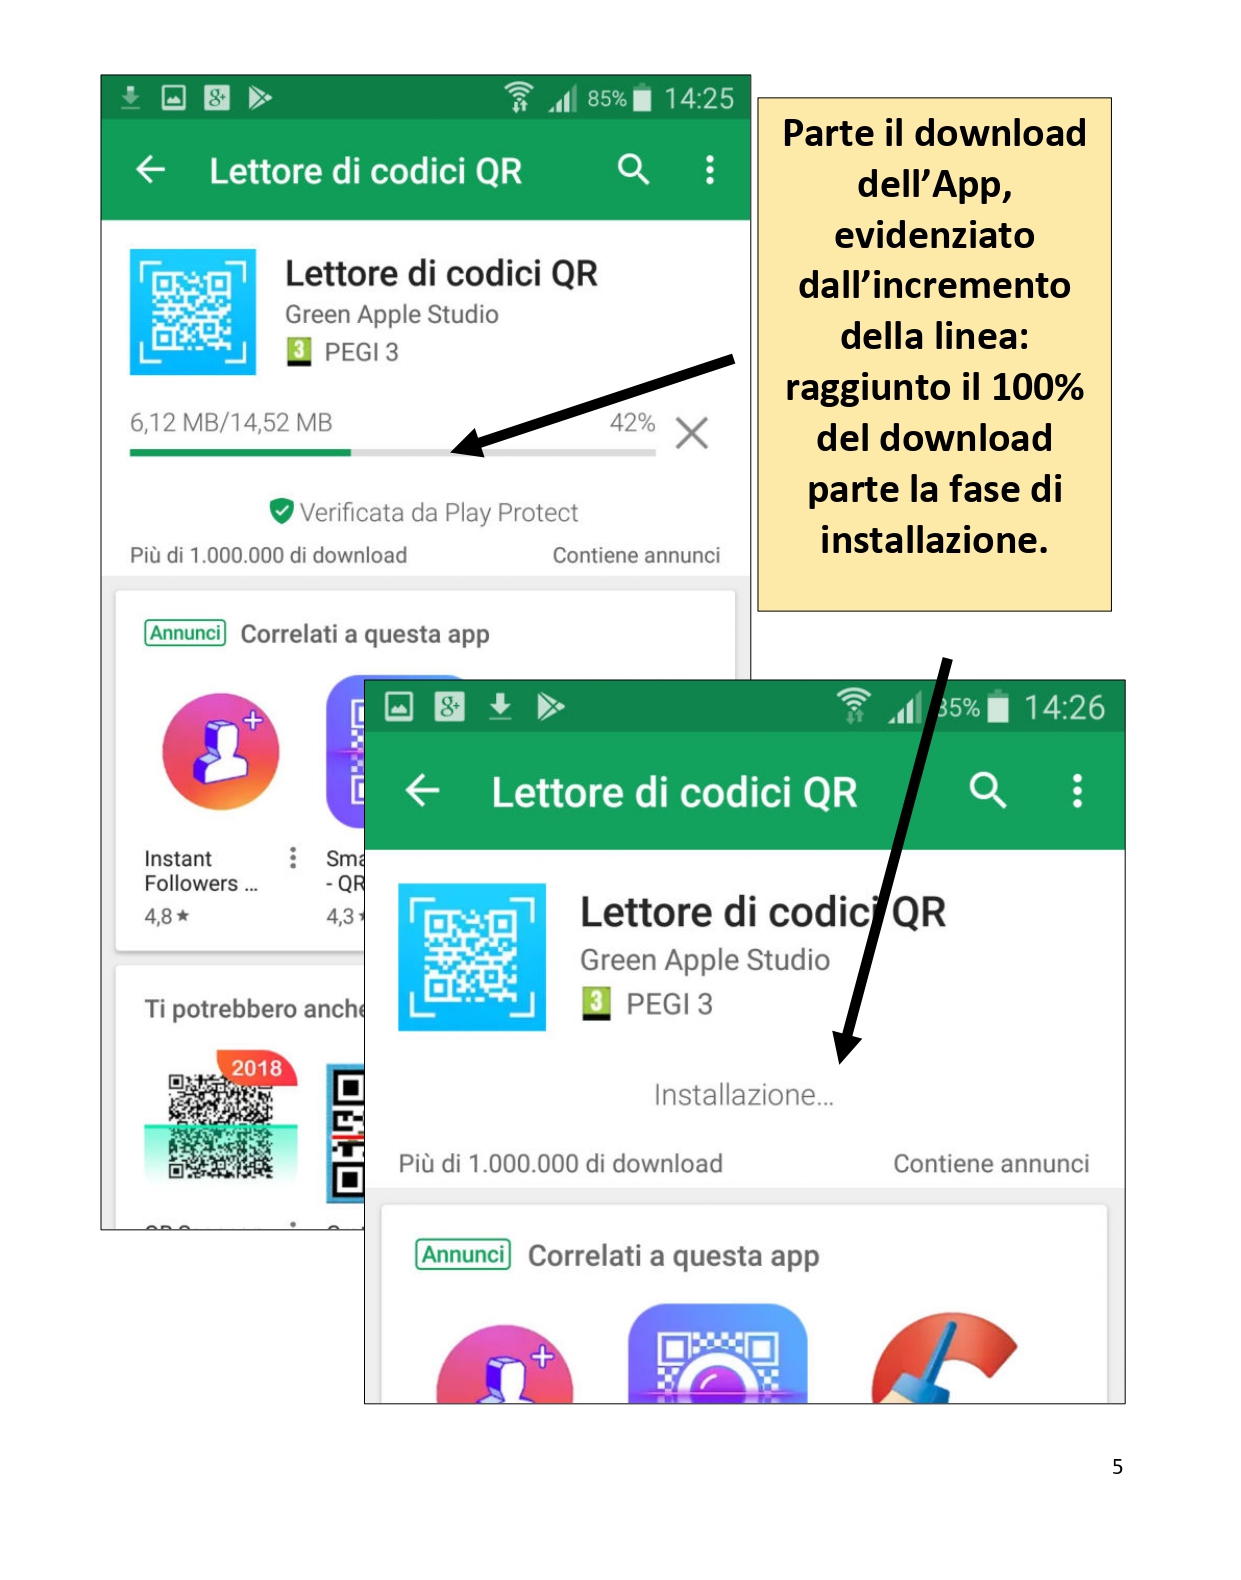 85% 14:25
Lettore di codici QR
Lettore di codici QR
Green Apple Studio
3 PEGI 3
6,12 MB/14,52 MB 42%
Verificata da Play Protect
Più di 1.000.000 di download Contiene annunci
Annunci Correlati a questa app
Instant
Followers ...
4,8★
Sma
- QR
4,3
Ti potrebbero anche
2018
Parte il download
dell’App,
evidenziato
dall’incremento
della linea:
raggiunto il 100%
del download
parte la fase di
installazione.
14:26
Lettore di codici QR
Lettore di codici QR
Green Apple Studio
3 PEGI 3
Installazione...
Più di 1.000.000 di download Contiene annunci
Annunci Correlati a questa app
5